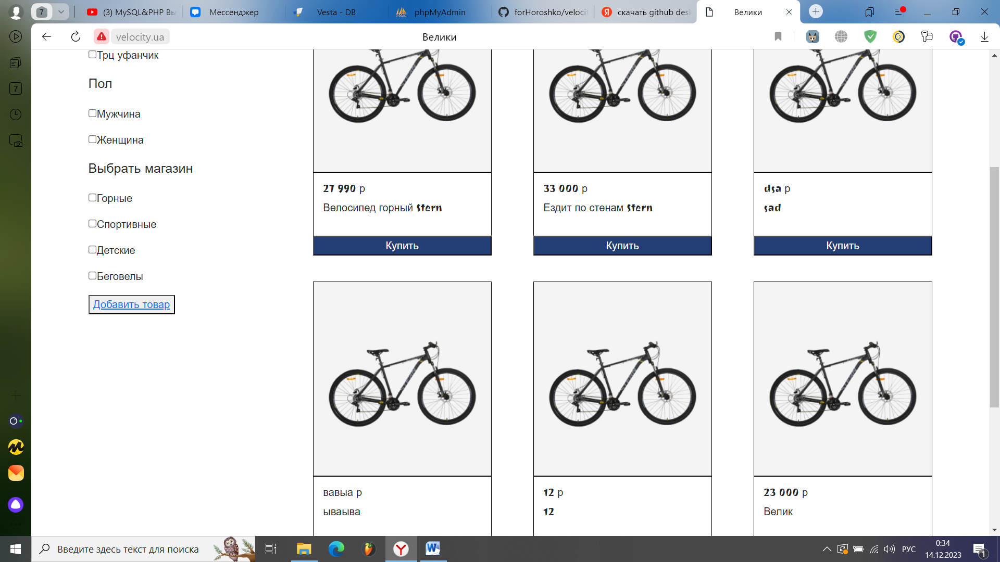 7
(3) MySQL&PHP Вы
Мессенджер
Vesta - DB
phpMyAdmin
forHoroshko/velocit
скачать github des
Велики
velocity.ua
Велики
7
Трц уфанчик
Пол
Мужчина
Женщина
Выбрать магазин
Горные
Спортивные
Детские
Беговелы
Добавить товар
27 990 р
Велосипед горный Stern
Купить
33 000 р
Ездит по стенам Stern
Купить
dsa р
sad
Купить
вавыа р
ываыва
12 р
12
23 000 р
Велик
Введите здесь текст для поиска
РУС
0:34
14.12.2023
1